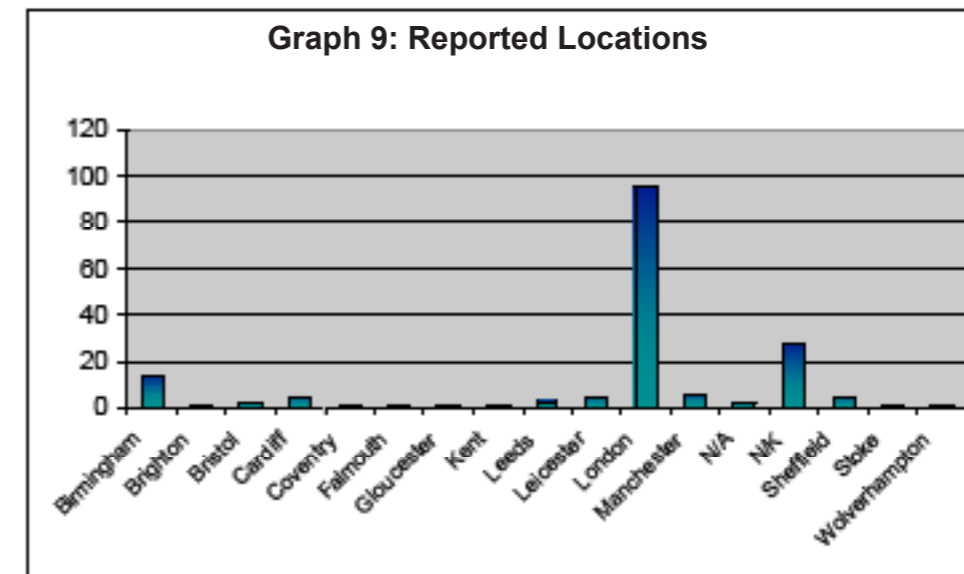 Graph 9: Reported Locations
120
100
80
60
40
20
0
Birmingham
Brighton
Bristol
Cardiff
Coventry
Falmouth
Gloucester
Kent
Leeds
Leicester
London
Manchester
N/A
N/K
Sheffield
Stoke
Wolverhampton